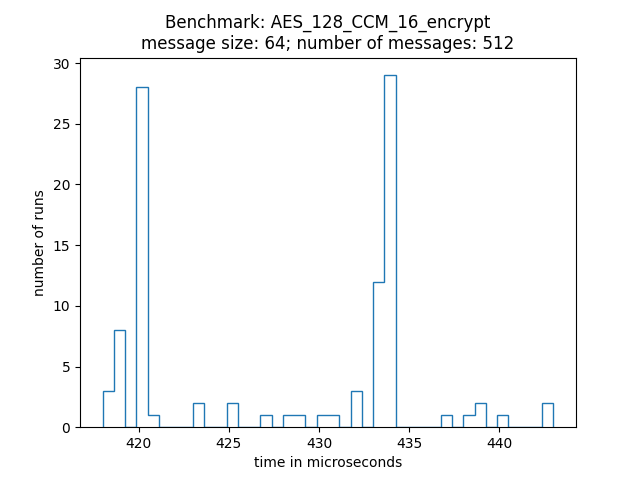 Benchmark: AES_128_CCM_16_encrypt
message size: 64; number of messages: 512
30
25
20
15
10
5
0
number of runs
420 425 430 435 440
time in microseconds